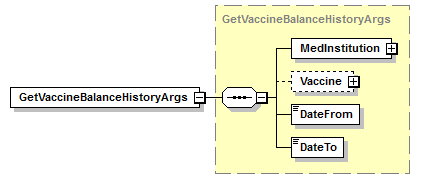 GetVaccineBalanceHistoryArgs
MedInstitution
Vaccine
GetVaccineBalanceHistoryArgs
DateFrom
DateTo